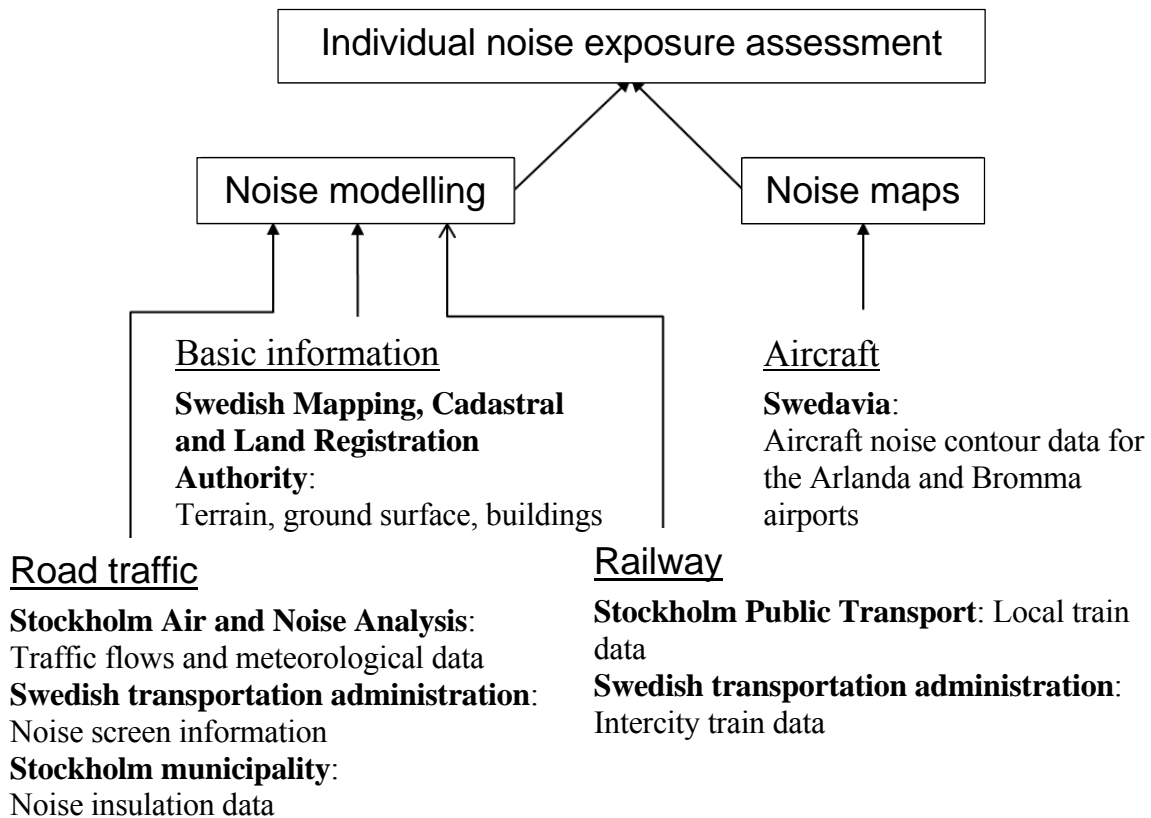 Individual noise exposure assessment
Noise modelling
Noise maps
Basic information
Swedish Mapping, Cadastral
and Land Registration
Authority:
Terrain, ground surface, buildings
Aircraft
Swedavia:
Aircraft noise contour data for
the Arlanda and Bromma
airports
Road traffic
Stockholm Air and Noise Analysis:
Traffic flows and meteorological data
Swedish transportation administration:
Noise screen information
Stockholm municipality:
Noise insulation data
Railway
Stockholm Public Transport: Local train
data
Swedish transportation administration:
Intercity train data